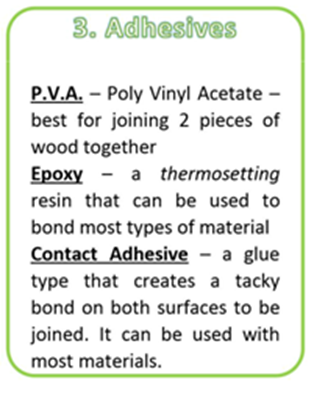 3. Adhesives
P.V.A. – Poly Vinyl Acetate –
best for joining 2 pieces of
wood together
Epoxy – a thermosetting
resin that can be used to
bond most types of material
Contact Adhesive – a glue
type that creates a tacky
bond on both surfaces to be
joined. It can be used with
most materials.